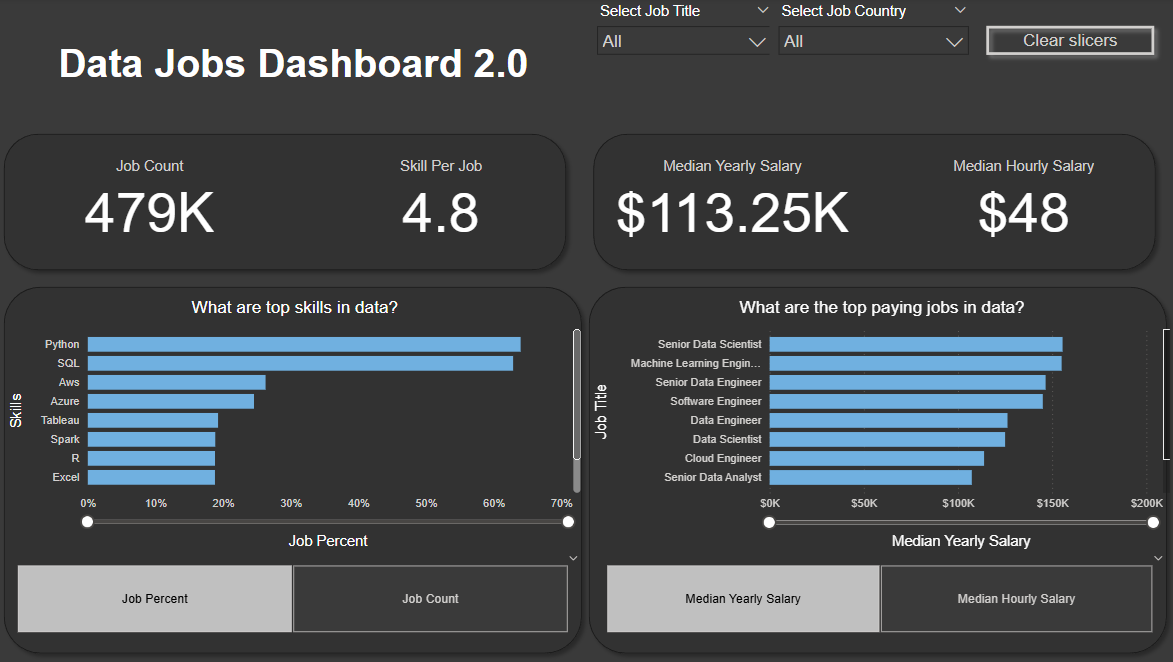 Select Job Title
Select Job Country
All
All
Clear slicers
Data Jobs Dashboard 2.0
Job Count
Skill Per Job
479K
4.8
Median Yearly Salary
Median Hourly Salary
$113.25K
$48
What are top skills in data?
Skills
Python
SQL
Aws
Azure
Tableau
Spark
R
Excel
0% 10% 20% 30% 40% 50% 60% 70%
Job Percent
Job Percent
Job Count
What are the top paying jobs in data?
Job Title
Senior Data Scientist
Machine Learning Engin...
Senior Data Engineer
Software Engineer
Data Engineer
Data Scientist
Cloud Engineer
Senior Data Analyst
$0K $50K $100K $150K $200K
Median Yearly Salary
Median Yearly Salary
Median Hourly Salary